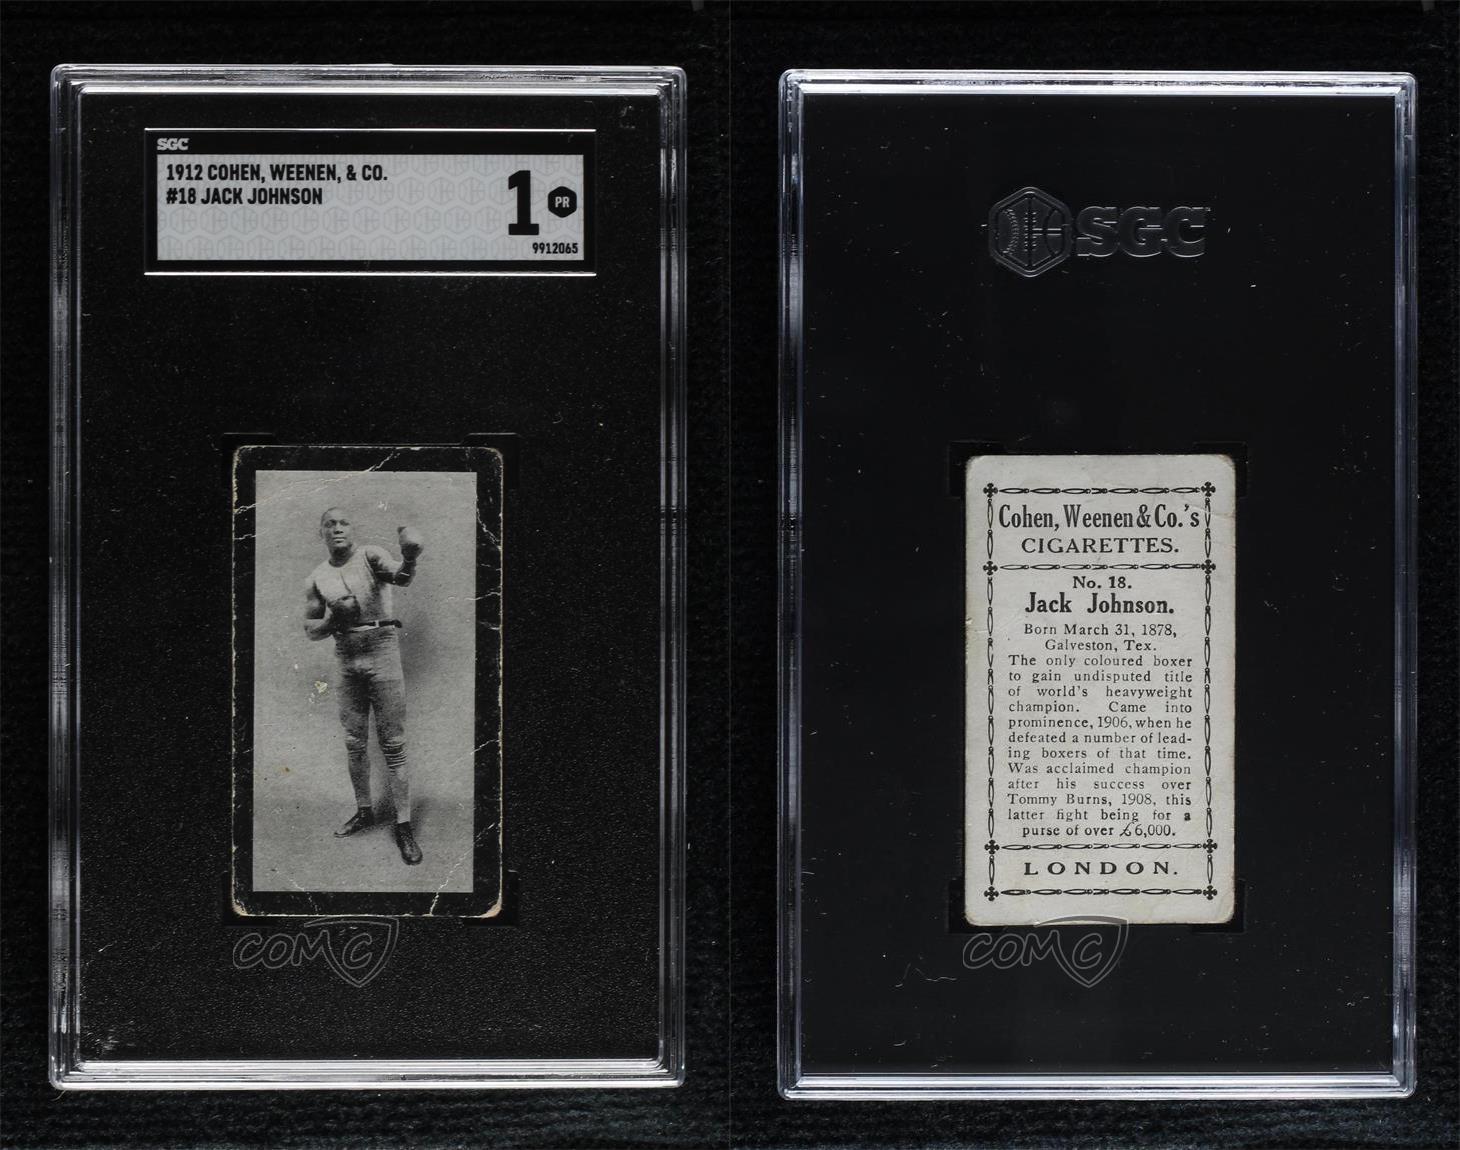 SGC
1912 COHEN, WEENEN, & CO.
#18 JACK JOHNSON
1 PR
9912065
COMC
SGC
Cohen, Weenen & Co.'s
CIGARETTES.
No. 18.
Jack Johnson.
Born March 31, 1878,
Galveston, Tex.
The only coloured boxer
to gain undisputed title
of world's heavyweight
champion. Came into
prominence, 1906, when he
defeated a number of lead-
ing boxers of that time.
Was acclaimed champion
after his success over
Tommy Burns, 1908, this
latter fight being for a
purse of over £6,000.
LONDON.
COMC